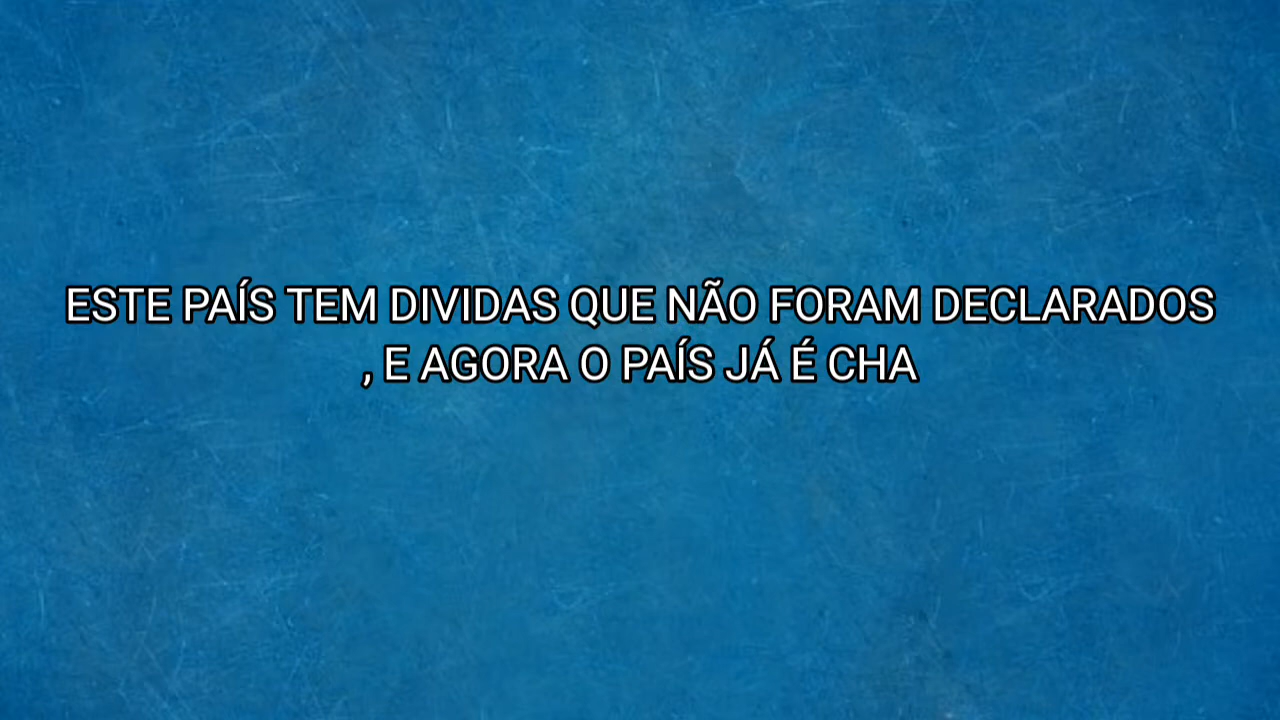 ESTE PAÍS TEM DIVIDAS QUE NÃO FORAM DECLARADOS
, E AGORA O PAÍS JÁ É CHA